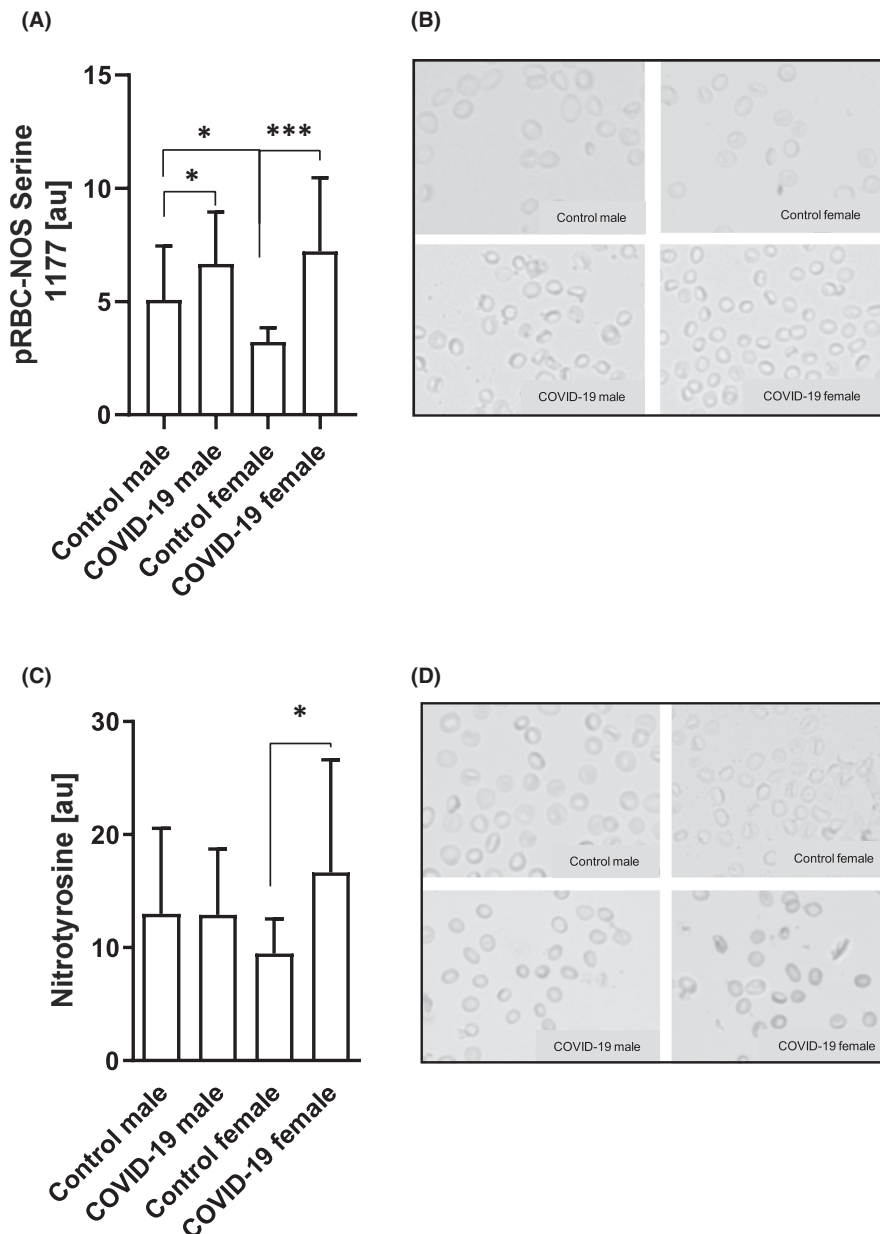 (A)
15
10
5
0
pRBC-NOS Serine
1177 [au]
*
*
***
Control male
COVID-19 male
Control female
COVID-19 female
(B)
Control male
Control female
COVID-19 male
COVID-19 female
(C)
30
20
10
0
Nitrotyrosine [au]
*
Control male
COVID-19 male
Control female
COVID-19 female
(D)
Control male
Control female
COVID-19 male
COVID-19 female